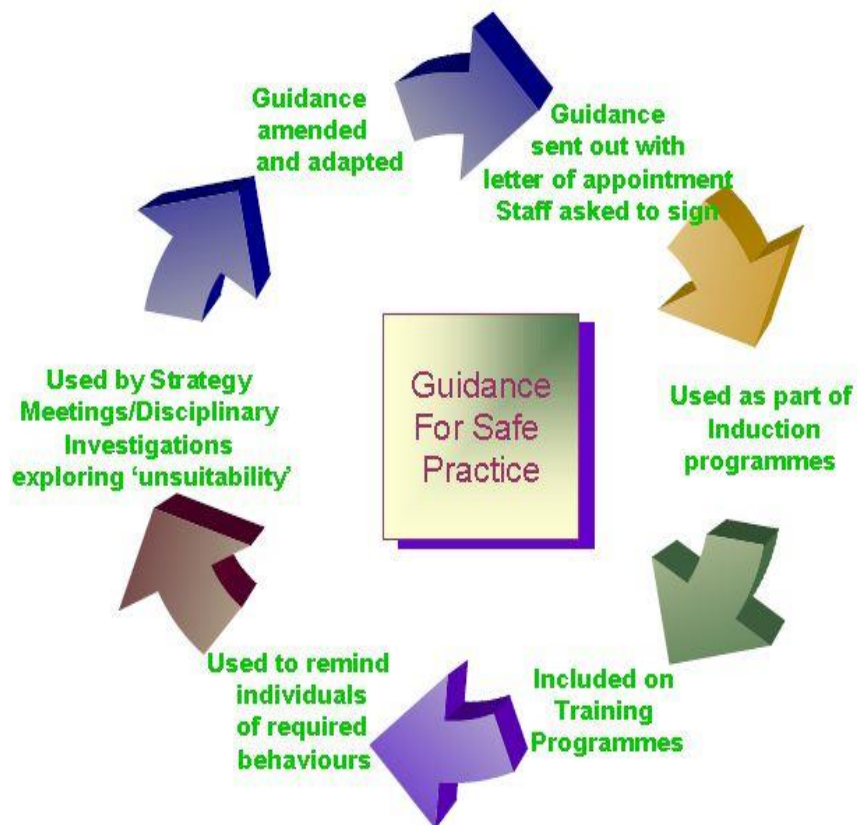 Guidance
amended
and adapted
Guidance
sent out with
letter of appointment
Staff asked to sign
Used by Strategy
Meetings/Disciplinary
Investigations
exploring ‘unsuitability’
Guidance
For Safe
Practice
Used as part of
Induction
programmes
Used to remind
individuals
of required
behaviours
Included on
Training
Programmes